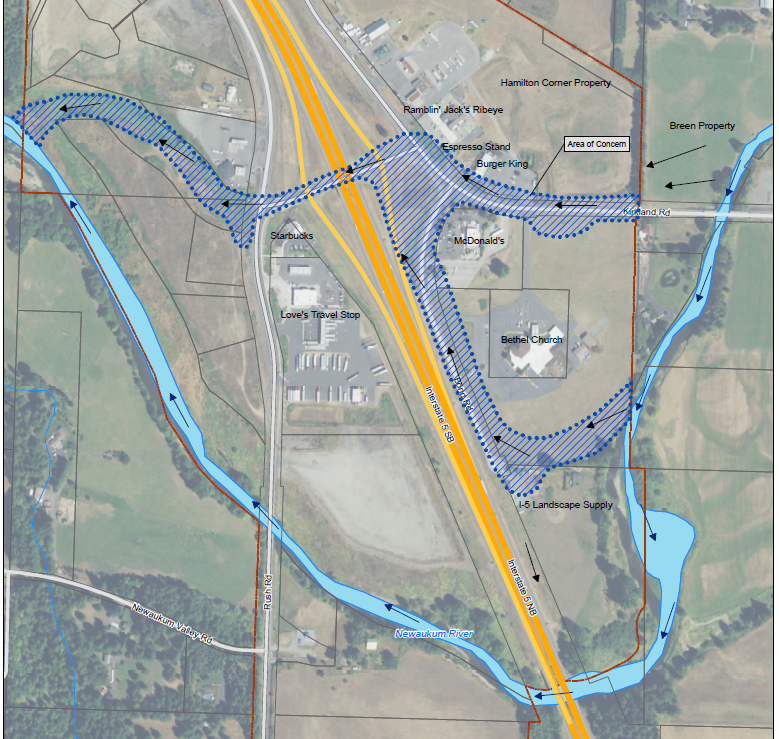 Hamilton Corner Property
Ramblin' Jack's Ribeye
Breen Property
Espresso Stand
Area of Concern
Burger King
Kirkland Rd
Starbucks
McDonald's
Love's Travel Stop
Bethel Church
Interstate 5 SB
I-5 Landscape Supply
Interstate 5 NB
Rush Rd
Newaukum Valley Rd
Newaukum River